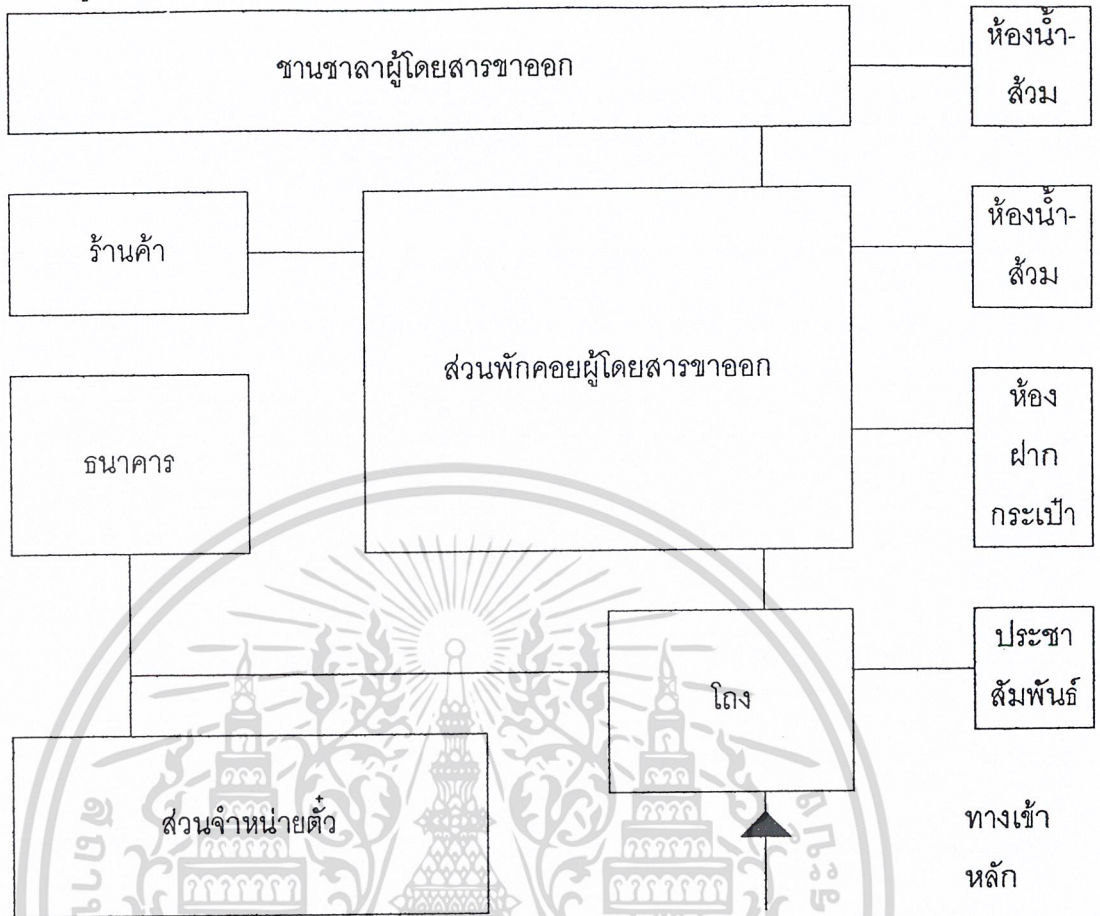 ชานชาลาผู้โดยสารขาออก
ห้องน้ำ-
ส้วม
ร้านค้า
ห้องน้ำ-
ส้วม
ส่วนพักคอยผู้โดยสารขาออก
ห้อง
ฝาก
กระเป๋า
ธนาคาร
ประชา
สัมพันธ์
โถง
ส่วนจำหน่ายตั๋ว
ทางเข้า
หลัก